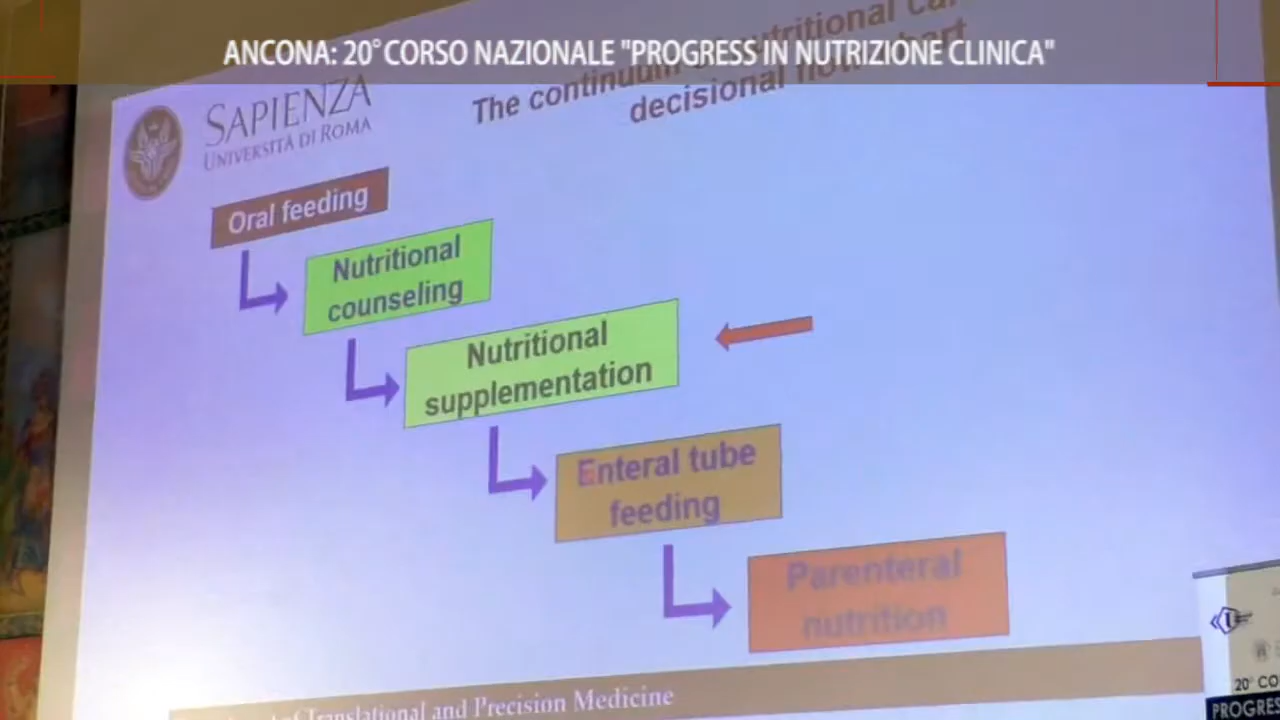 ANCONA: 20° CORSO NAZIONALE "PROGRESS IN NUTRIZIONE CLINICA"
The continuum
decisional
SAPIENZA
UNIVERSITÀ DI ROMA
Oral feeding
Nutritional
counseling
Nutritional
supplementation
Enteral tube
feeding
Parenteral
nutrition
of Translational and Precision Medicine
20° CO
PROGRES